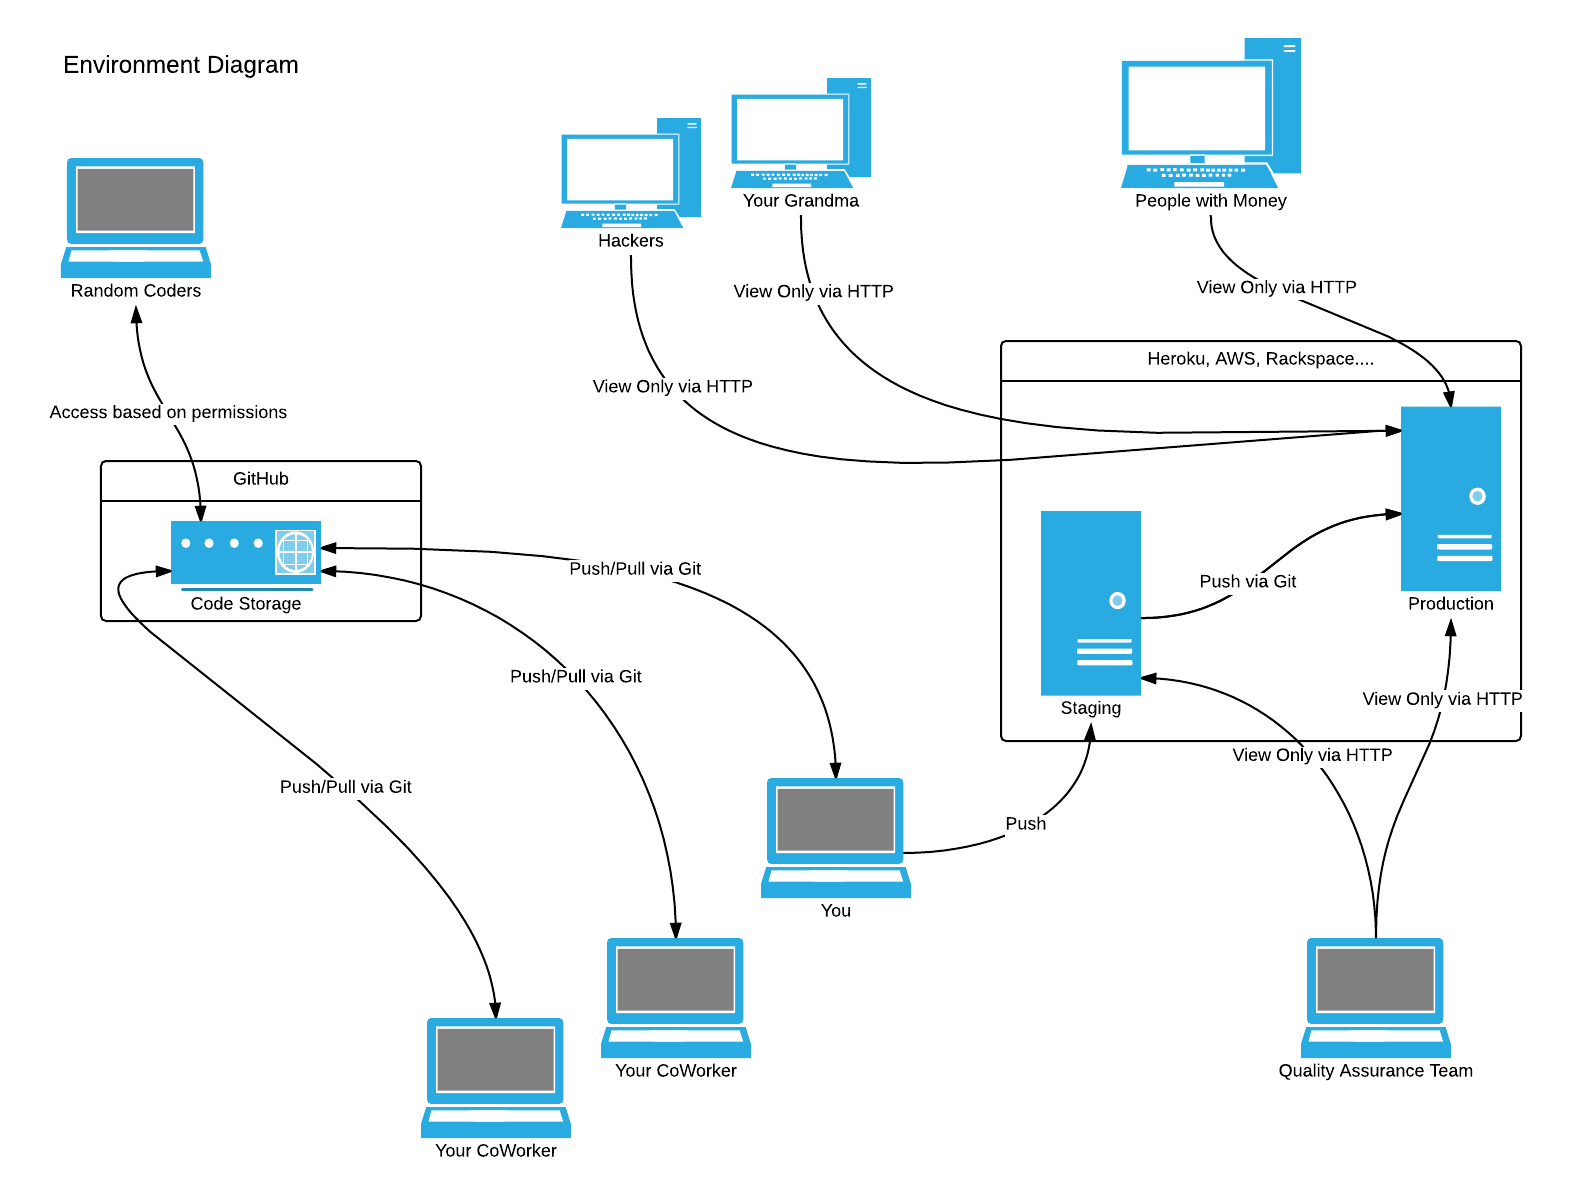 Environment Diagram
Your Grandma
People with Money
Hackers
Random Coders
View Only via HTTP
View Only via HTTP
Heroku, AWS, Rackspace....
View Only via HTTP
Access based on permissions
GitHub
Push/Pull via Git
Push via Git
Code Storage
Production
Push/Pull via Git
View Only via HTTP
Staging
View Only via HTTP
Push/Pull via Git
Push
You
Your CoWorker
Quality Assurance Team
Your CoWorker